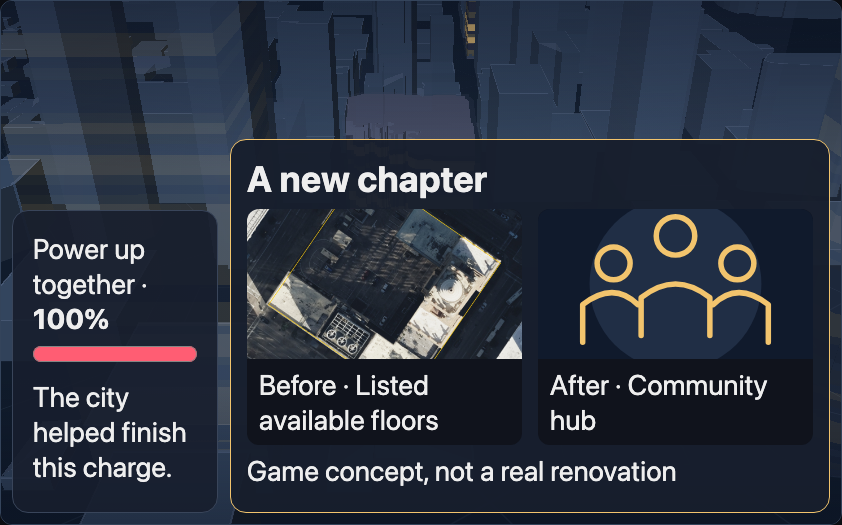 Power up
together ·
100%
The city
helped finish
this charge.
A new chapter
Before · Listed
available floors
After · Community
hub
Game concept, not a real renovation